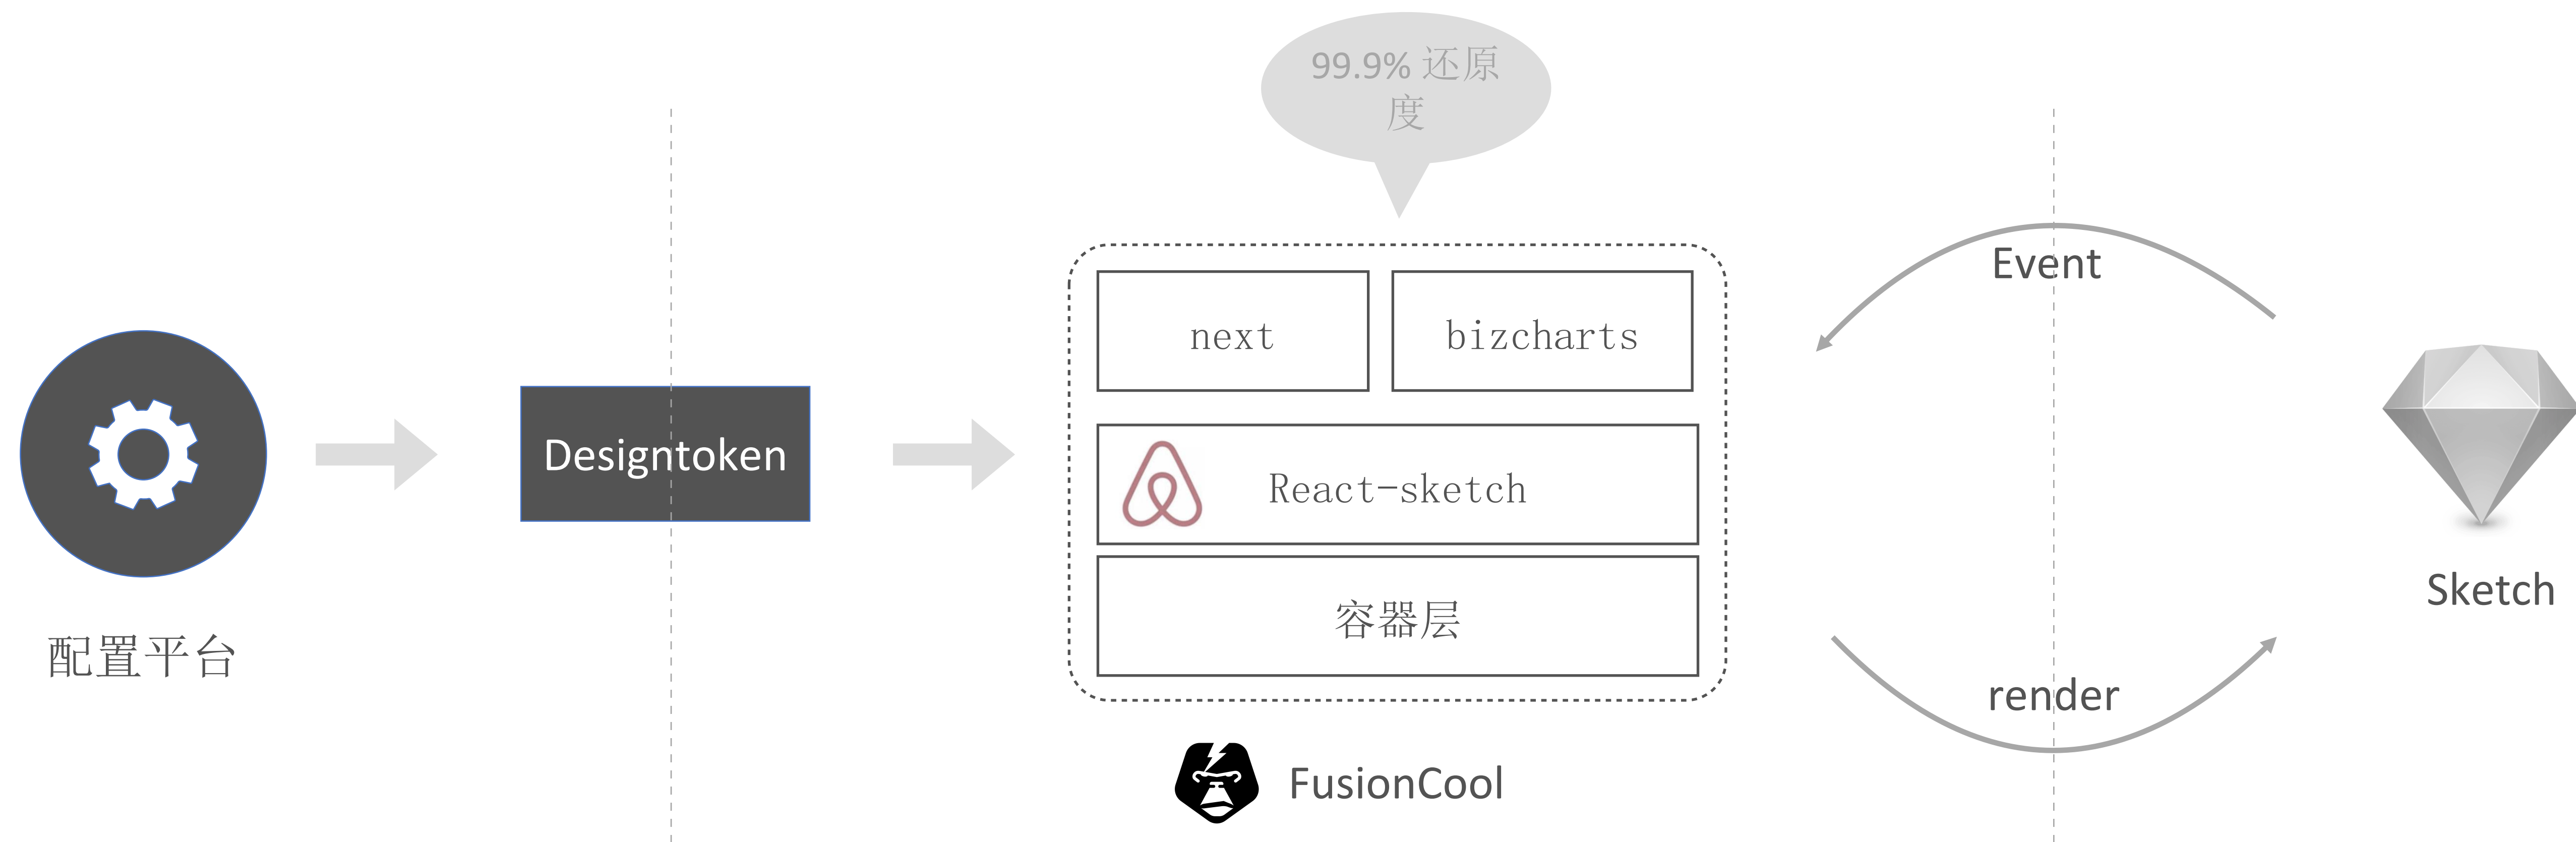 99.9% 还原
度
Event
next
bizcharts
Designtoken
React-sketch
Sketch
容器层
配置平台
render
FusionCool